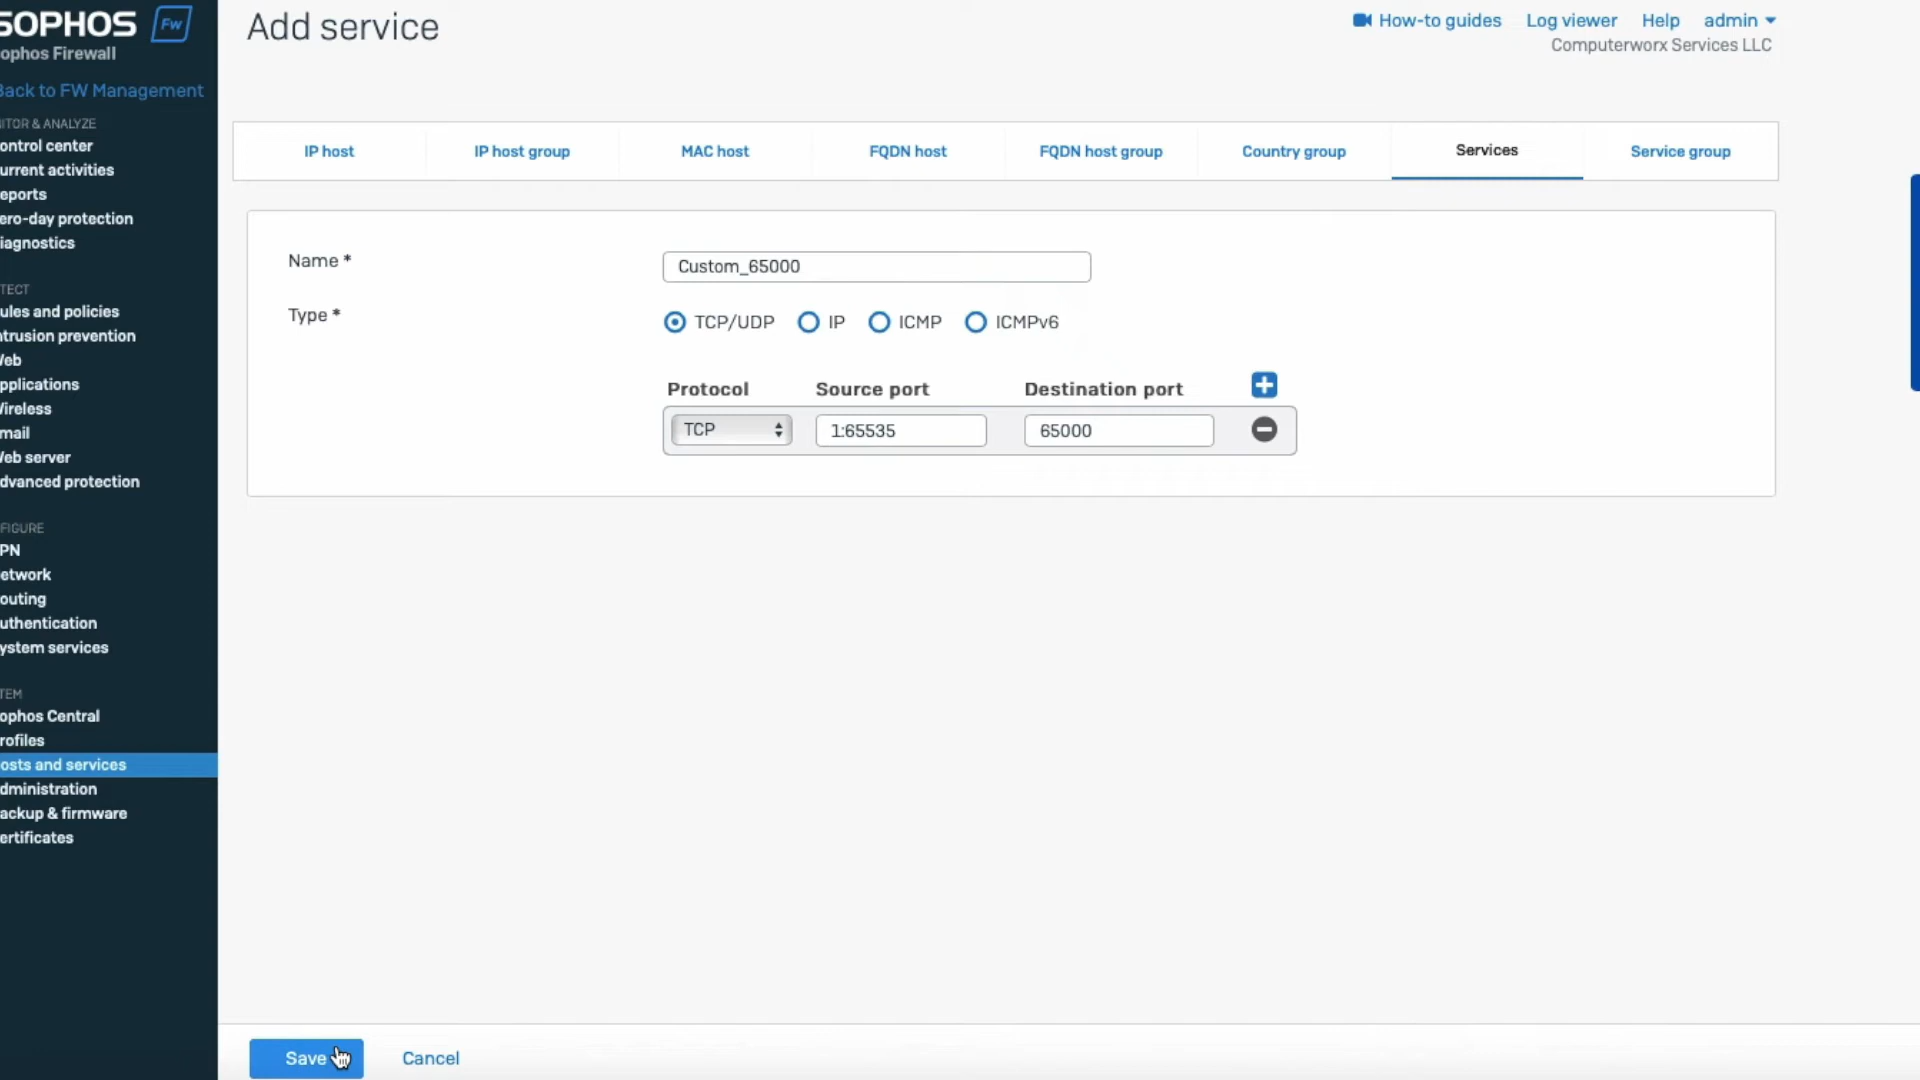 SOPHOS Fw
ophos Firewall
Back to FW Management
ITOR & ANALYZE
ontrol center
urrent activities
eports
ero-day protection
iagnostics
TECT
ules and policies
ntrusion prevention
Web
pplications
Wireless
mail
Web server
dvanced protection
FIGURE
PN
etwork
outing
uthentication
ystem services
TEM
ophos Central
rofiles
osts and services
dministration
ackup & firmware
ertificates
Add service
How-to guides Log viewer Help admin
Computerworx Services LLC
IP host IP host group MAC host FQDN host FQDN host group Country group Services Service group
Name * Custom_65000
Type * TCP/UDP IP ICMP ICMPv6
Protocol Source port Destination port
TCP 1:65535 65000
Save Cancel